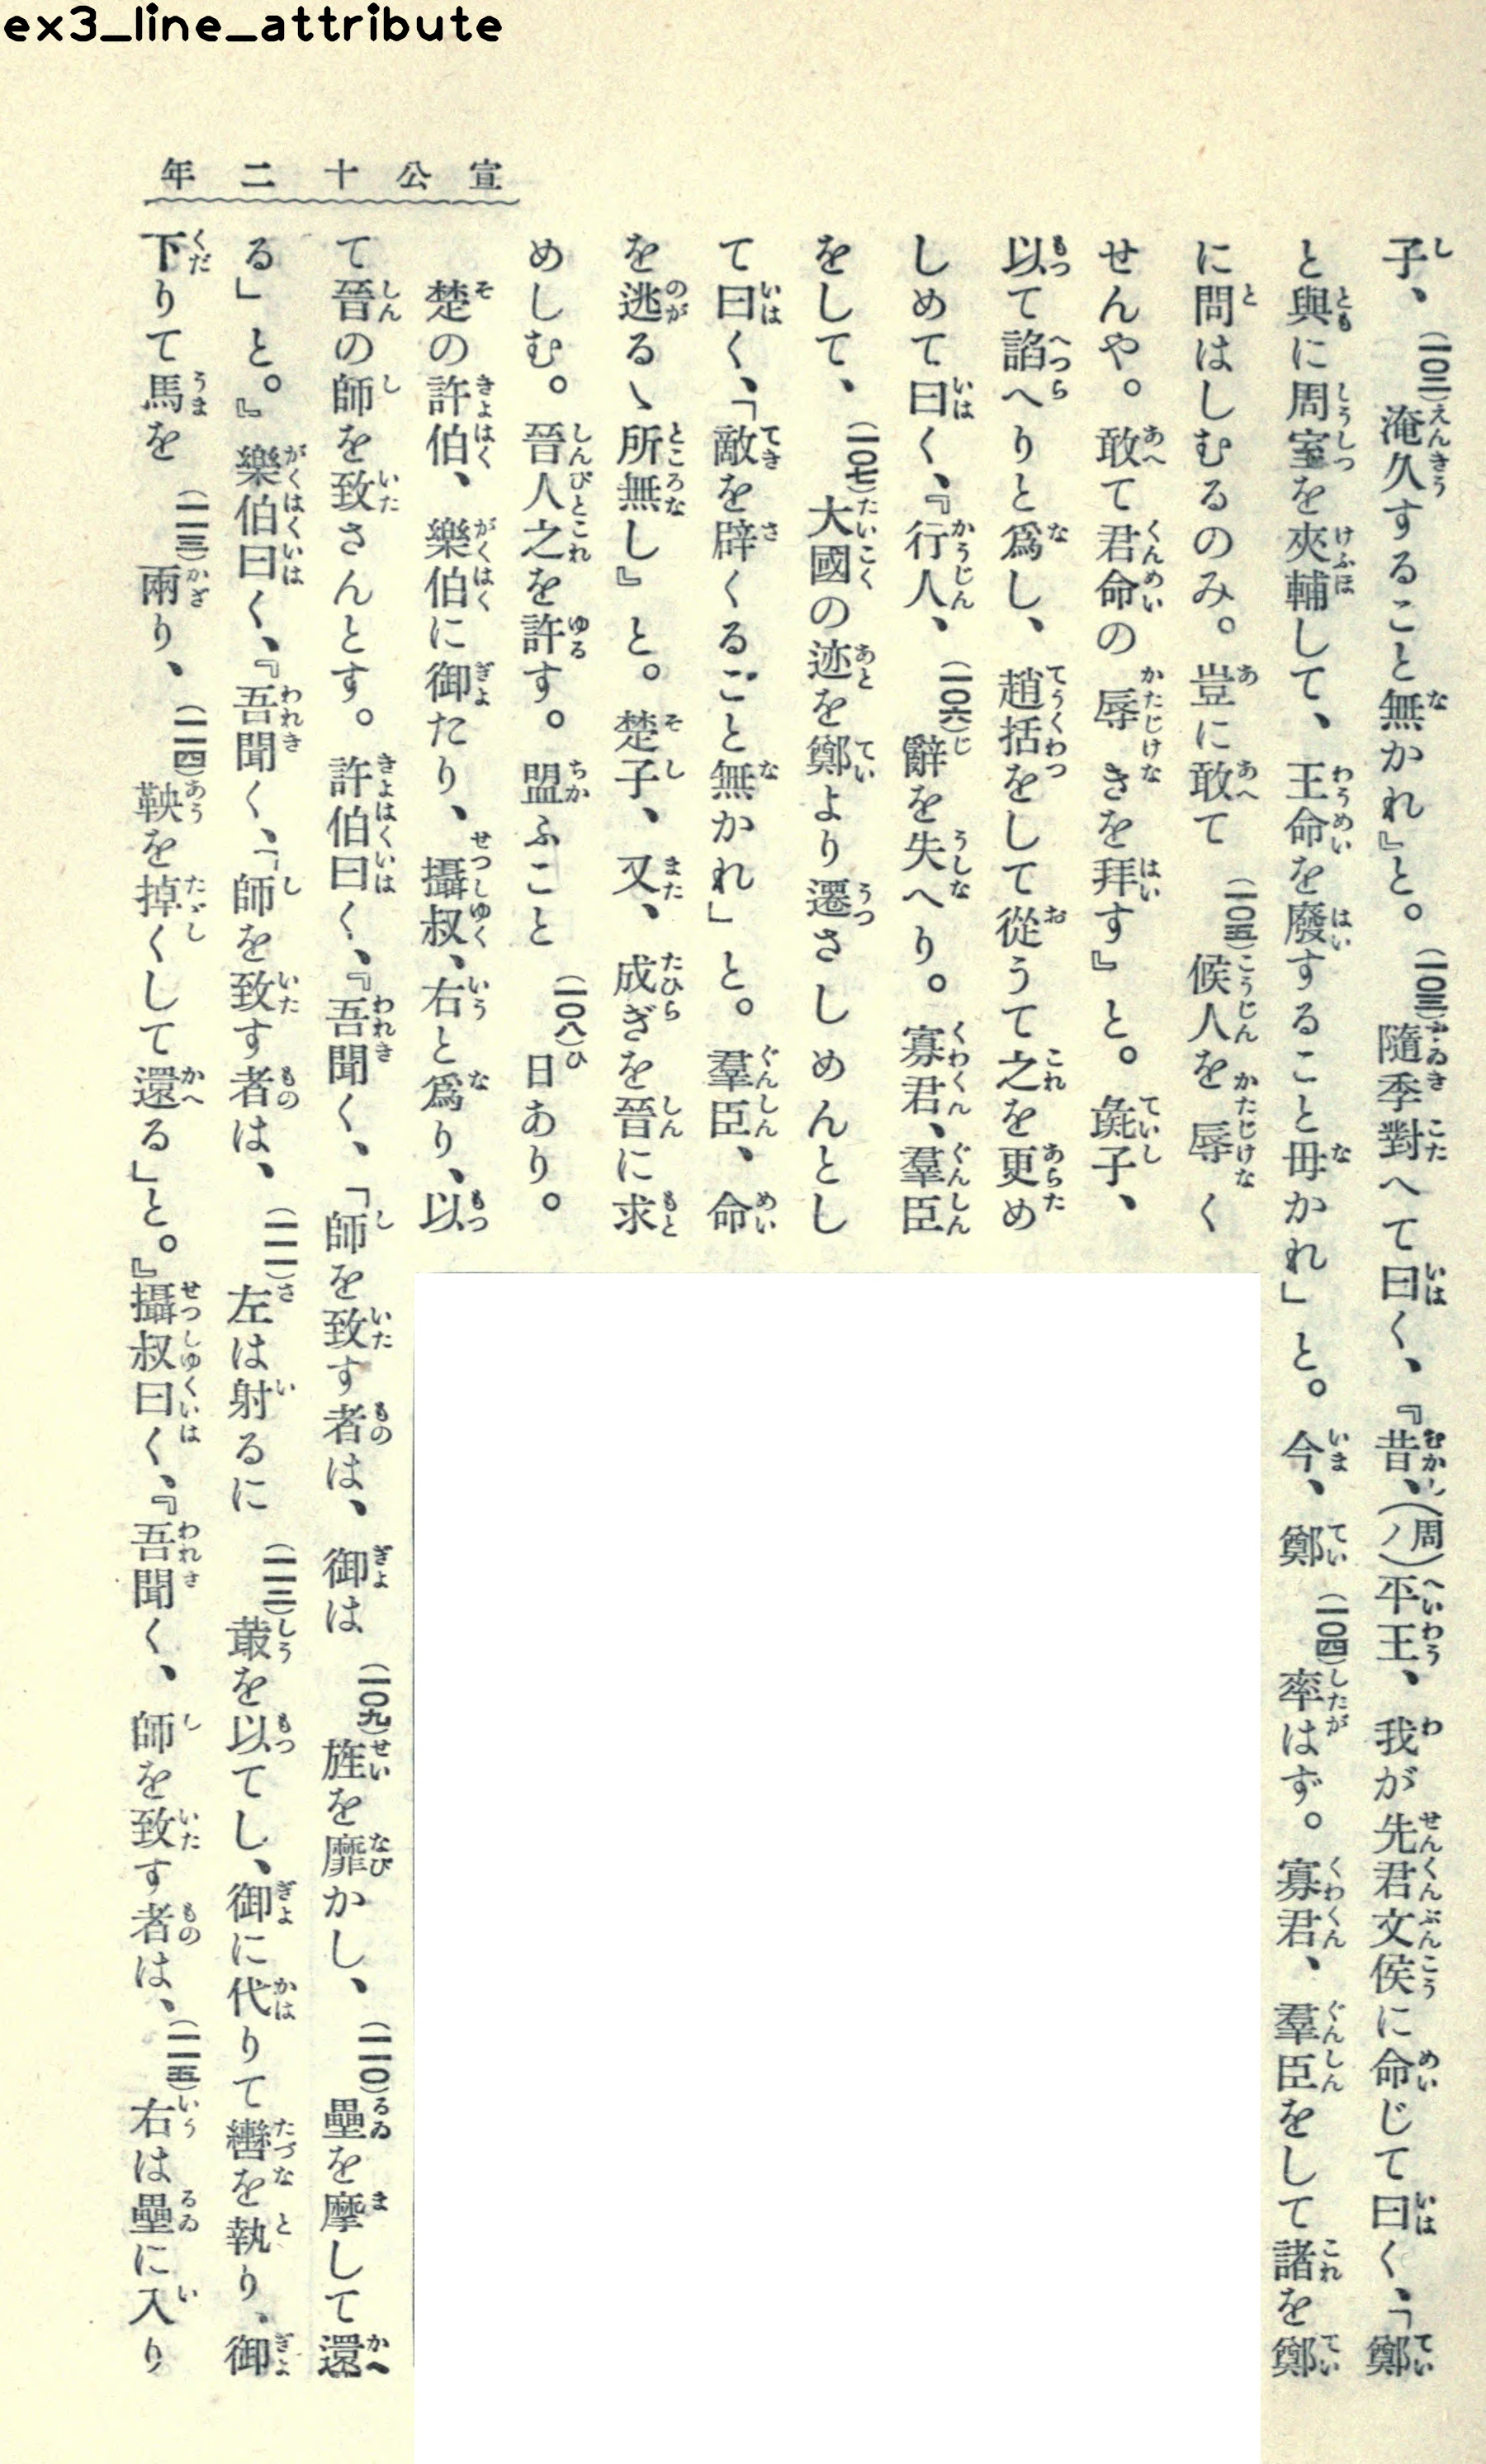 ex3_line_attribute
宣公十二年
子、(一〇二)淹久すること無かれ』と。(一〇三)隨季對へて曰く、『昔、(周ノ)平王、我が先君文侯に命じて曰く、「鄭
と與に周室を夾輔して、王命を廢すること毋かれ」と。今、鄭(一〇四)率はず。寡君、羣臣をして諸を鄭
に問はしむるのみ。豈に敢て(一〇五)候人を辱く
せんや。敢て君命の辱きを拜す』と。彘子、
以て諂へりと爲し、趙括をして從うて之を更め
しめて曰く、『行人、(一〇六)辭を失へり。寡君、羣臣
をして、(一〇七)大國の迹を鄭より遷さしめんとし
て曰く、「敵を辟くること無かれ」と。羣臣、命
を逃るゝ所無し』と。楚子、又、成ぎを晉に求
めしむ。晉人之を許す。盟ふこと(一〇八)日あり。
楚の許伯、樂伯に御たり、攝叔、右と爲り、以
て晉の師を致さんとす。許伯曰く、『吾聞く、「師を致す者は、御は(一〇九)旌を靡かし、(一一〇)壘を摩して還
る」と。』樂伯曰く、『吾聞く、「師を致す者は、(一一一)左は射るに(一一二)菆を以てし、御に代りて轡を執り、御
下りて馬を(一一三)兩り、(一一四)鞅を掉くして還る」と。』攝叔曰く、『吾聞く、師を致す者は、(一一五)右は壘に入り